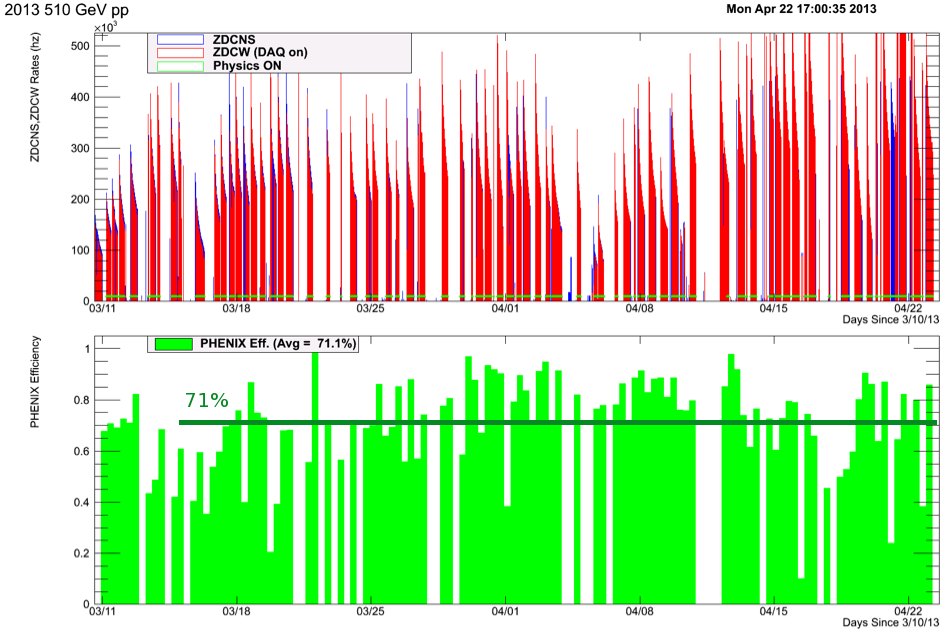 2013 510 GeV pp
Mon Apr 22 17:00:35 2013
×10³
ZDCNS,ZDCW Rates (hz)
500
400
300
200
100
0
ZDCNS
ZDCW (DAQ on)
Physics ON
03/11 03/18 03/25 04/01 04/08 04/15 04/22
Days Since 3/10/13
PHENIX Efficiency
1
0.8
0.6
0.4
0.2
0
PHENIX Eff. (Avg = 71.1%)
71%
03/11 03/18 03/25 04/01 04/08 04/15 04/22
Days Since 3/10/13